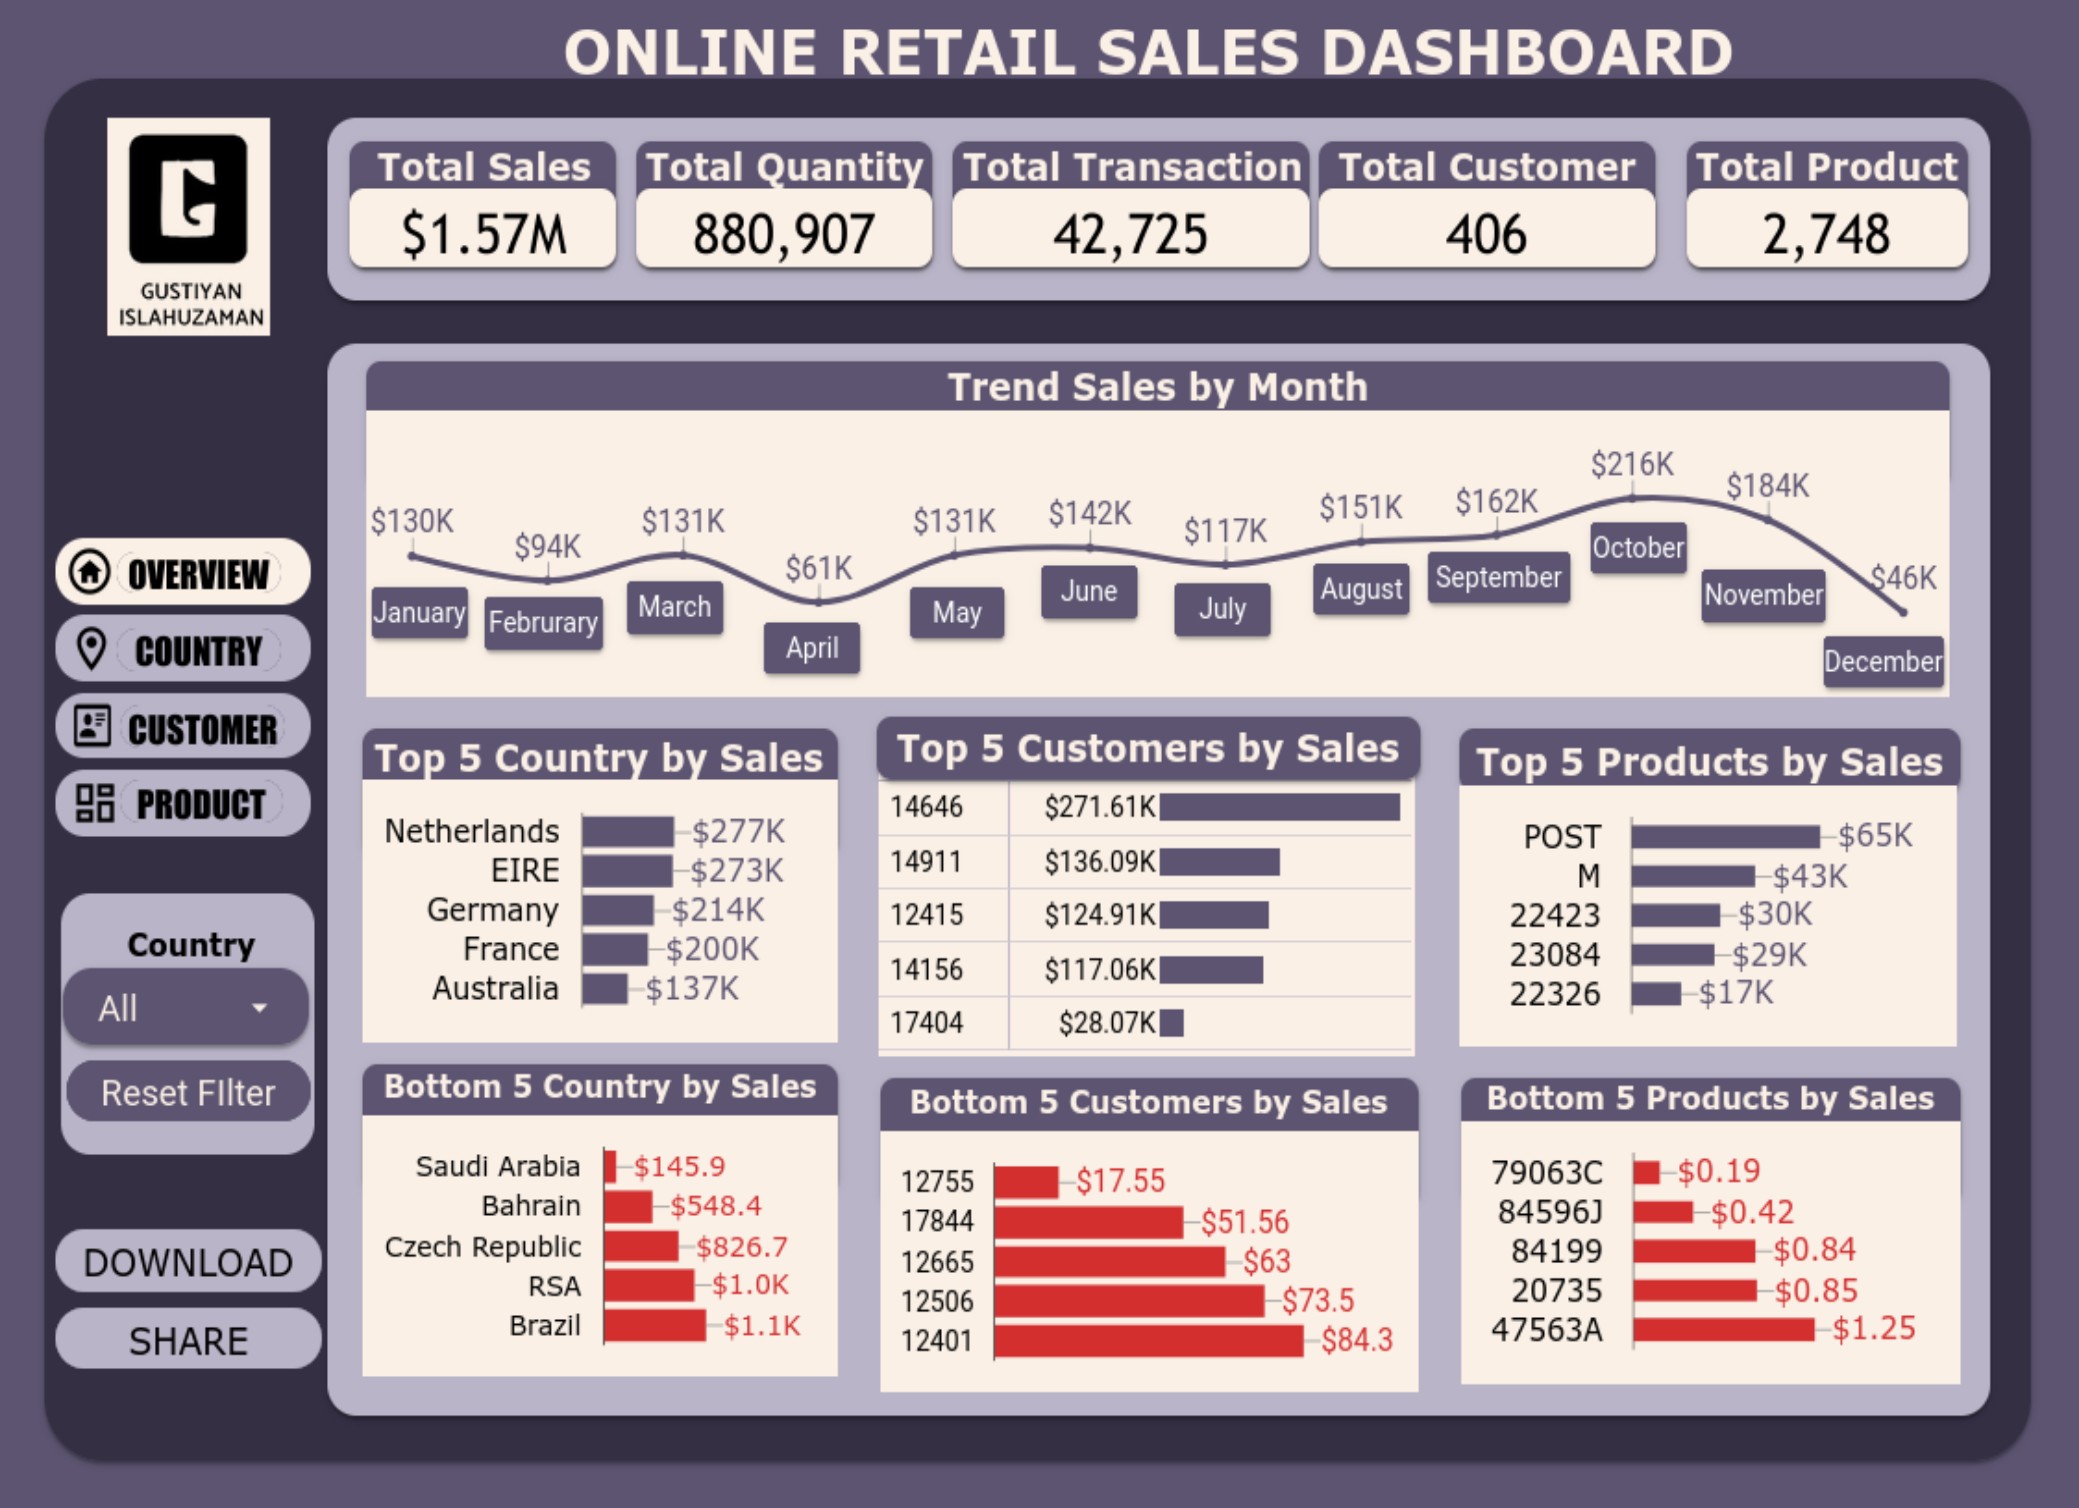 ONLINE RETAIL SALES DASHBOARD
GUSTIYAN
ISLAHUZAMAN
Total Sales
$1.57M
Total Quantity
880,907
Total Transaction
42,725
Total Customer
406
Total Product
2,748
OVERVIEW
COUNTRY
CUSTOMER
PRODUCT
Country
All
Reset FIlter
DOWNLOAD
SHARE
Trend Sales by Month
$130K
$94K
$131K
$61K
$131K
$142K
$117K
$151K
$162K
$216K
$184K
$46K
January
Februrary
March
April
May
June
July
August
September
October
November
December
Top 5 Country by Sales
Netherlands $277K
EIRE $273K
Germany $214K
France $200K
Australia $137K
Top 5 Customers by Sales
14646 $271.61K
14911 $136.09K
12415 $124.91K
14156 $117.06K
17404 $28.07K
Top 5 Products by Sales
POST $65K
M $43K
22423 $30K
23084 $29K
22326 $17K
Bottom 5 Country by Sales
Saudi Arabia $145.9
Bahrain $548.4
Czech Republic $826.7
RSA $1.0K
Brazil $1.1K
Bottom 5 Customers by Sales
12755 $17.55
17844 $51.56
12665 $63
12506 $73.5
12401 $84.3
Bottom 5 Products by Sales
79063C $0.19
84596J $0.42
84199 $0.84
20735 $0.85
47563A $1.25